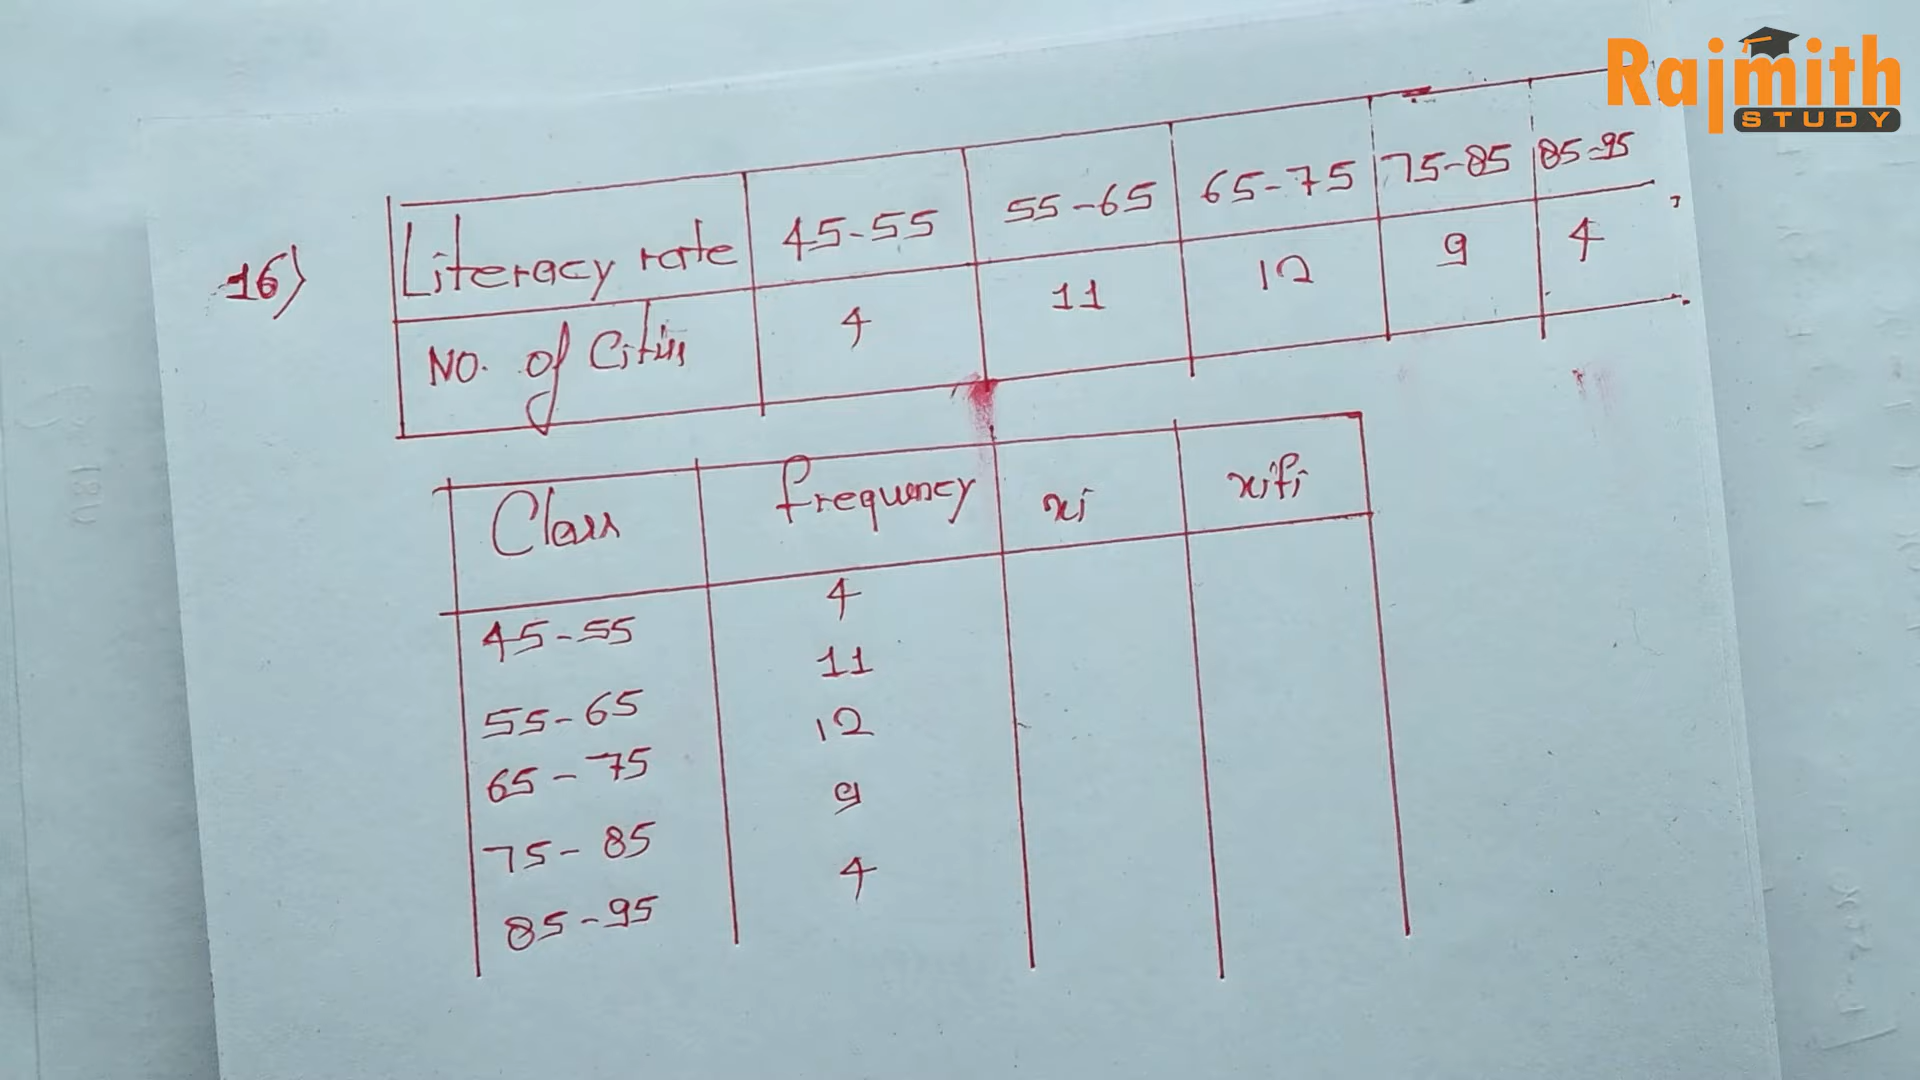 Rajmith
STUDY
16)
Literacy rate 45-55 55-65 65-75 75-85 85-95
NO. of Cities 4 11 12 9 4
Class frequency xi xifi
45-55 4
55-65 11
65-75 12
75-85 9
85-95 4